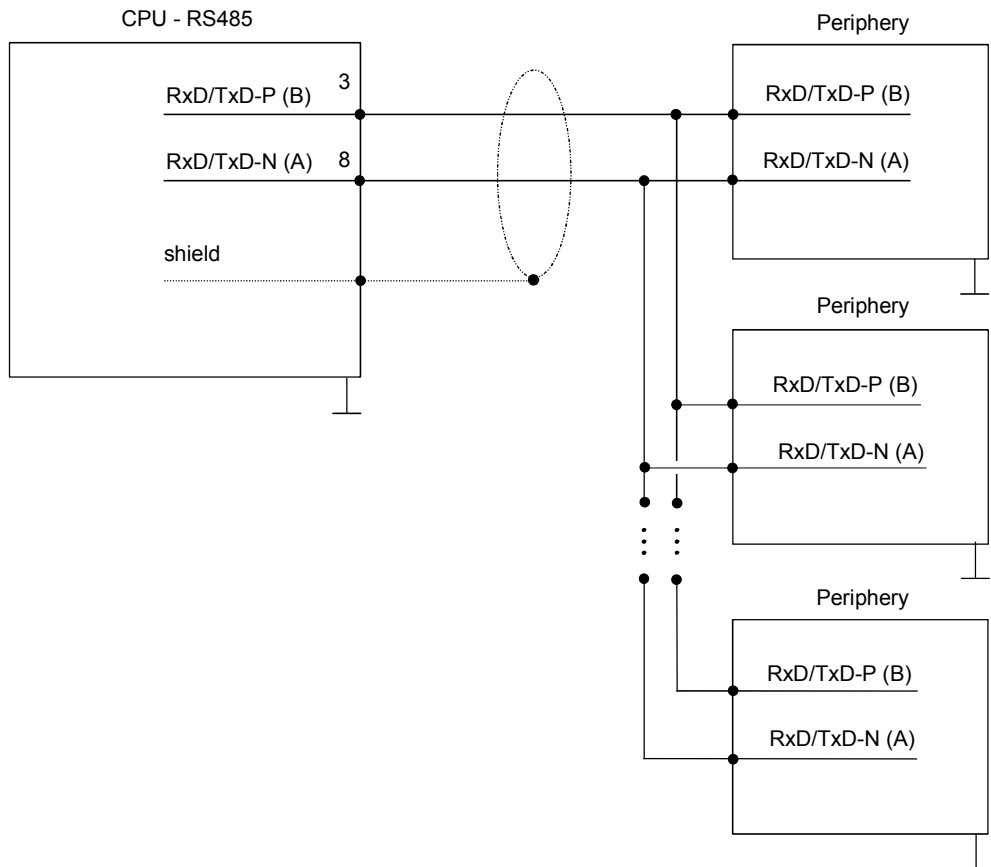 CPU - RS485
RxD/TxD-P (B)
3
RxD/TxD-N (A)
8
shield
Periphery
RxD/TxD-P (B)
RxD/TxD-N (A)
Periphery
RxD/TxD-P (B)
RxD/TxD-N (A)
Periphery
RxD/TxD-P (B)
RxD/TxD-N (A)